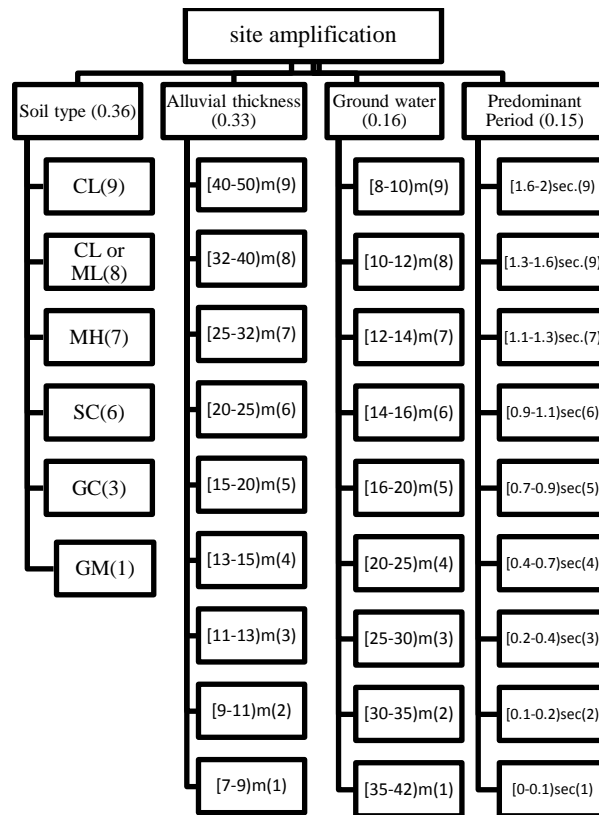 site amplification
Soil type (0.36)
Alluvial thickness
(0.33)
Ground water
(0.16)
Predominant
Period (0.15)
CL(9)
CL or
ML(8)
MH(7)
SC(6)
GC(3)
GM(1)
[40-50)m(9)
[32-40)m(8)
[25-32)m(7)
[20-25)m(6)
[15-20)m(5)
[13-15)m(4)
[11-13)m(3)
[9-11)m(2)
[7-9)m(1)
[8-10)m(9)
[10-12)m(8)
[12-14)m(7)
[14-16)m(6)
[16-20)m(5)
[20-25)m(4)
[25-30)m(3)
[30-35)m(2)
[35-42)m(1)
[1.6-2)sec.(9)
[1.3-1.6)sec.(9)
[1.1-1.3)sec.(7)
[0.9-1.1)sec(6)
[0.7-0.9)sec(5)
[0.4-0.7)sec(4)
[0.2-0.4)sec(3)
[0.1-0.2)sec(2)
[0-0.1)sec(1)